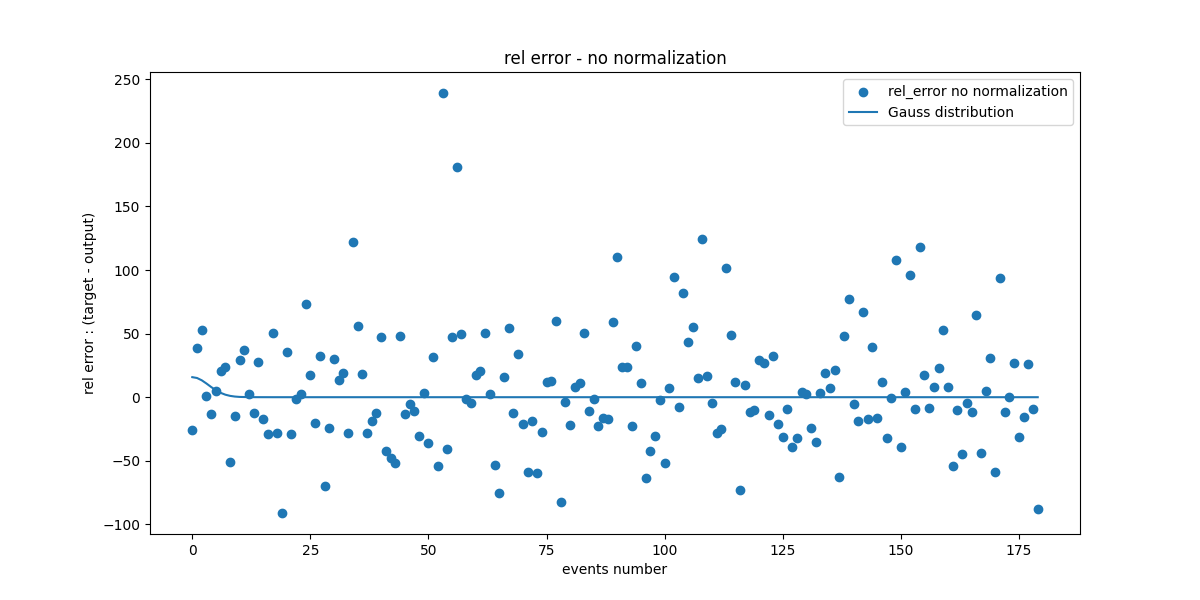 rel error - no normalization
rel_error no normalization
Gauss distribution
rel error : (target - output)
250
200
150
100
50
0
−50
−100
0 25 50 75 100 125 150 175
events number